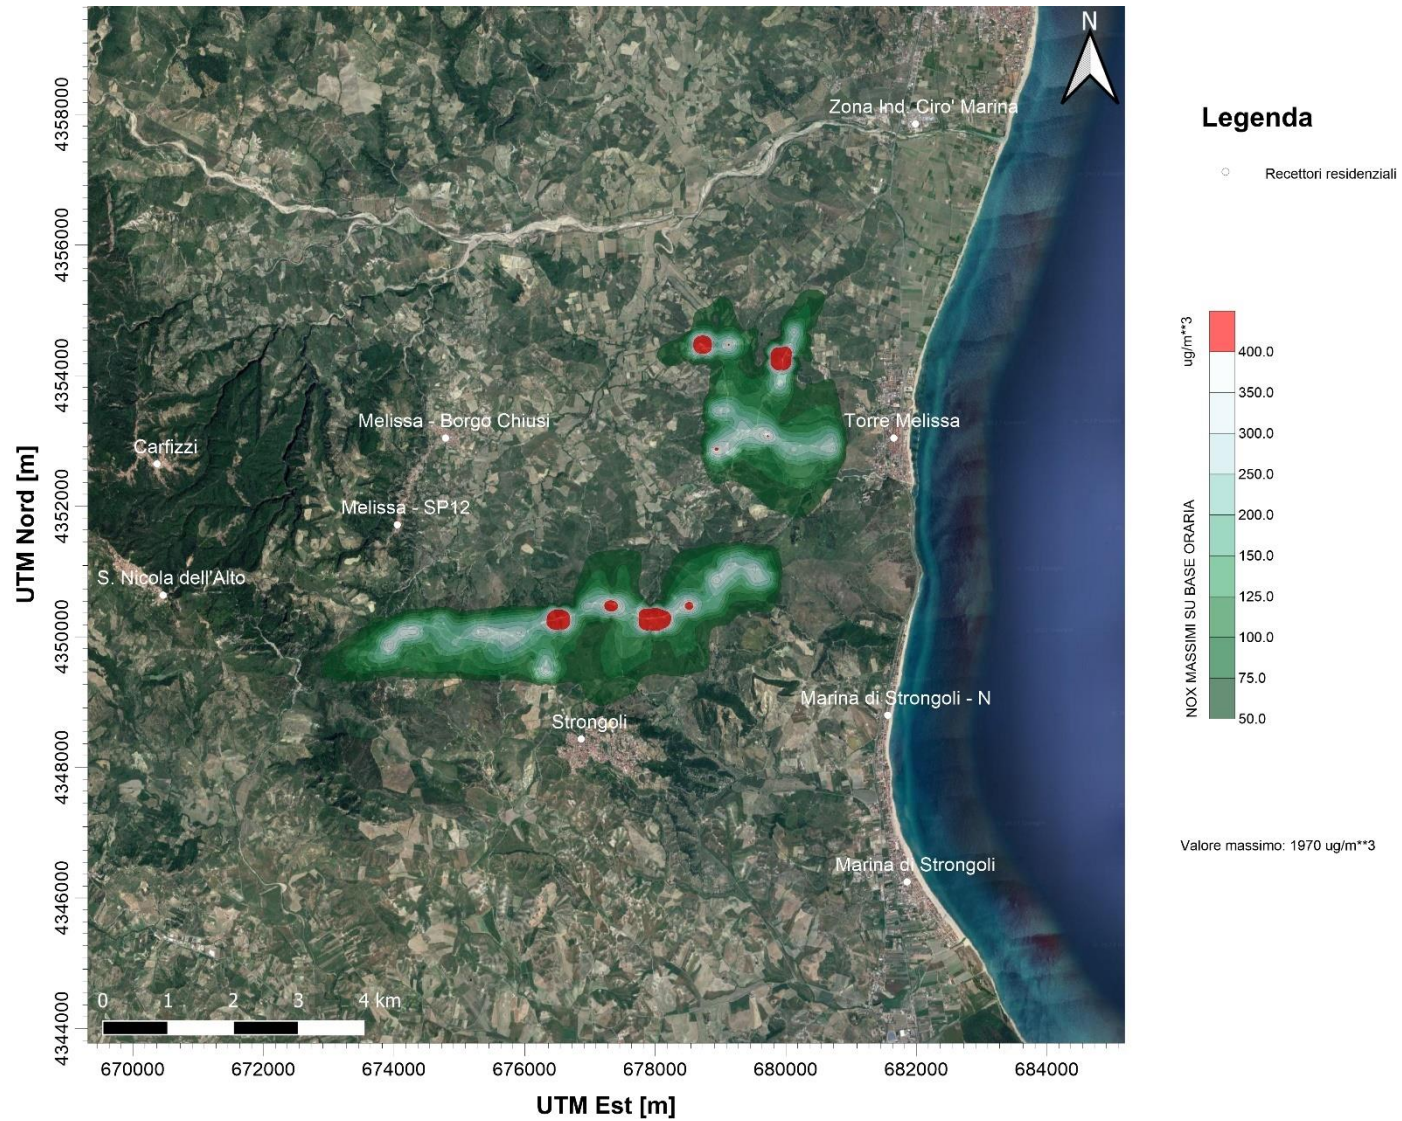 N
Zona Ind. Ciro' Marina
Melissa - Borgo Chiusi
Torre Melissa
Carfizzi
Melissa - SP12
S. Nicola dell'Alto
Marina di Strongoli - N
Strongoli
Marina di Strongoli
0 1 2 3 4 km
4358000
4356000
4354000
4352000
4350000
4348000
4346000
4344000
UTM Nord [m]
670000 672000 674000 676000 678000 680000 682000 684000
UTM Est [m]
Legenda
Recettori residenziali
ug/m**3
NOX MASSIMI SU BASE ORARIA
400.0
350.0
300.0
250.0
200.0
150.0
125.0
100.0
75.0
50.0
Valore massimo: 1970 ug/m**3